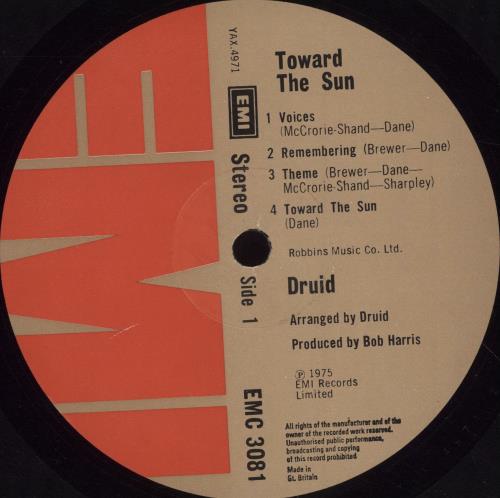 Toward
The Sun
1 Voices
(McCrorie-Shand—Dane)
2 Remembering (Brewer—Dane)
3 Theme (Brewer—Dane—
McCrorie-Shand—Sharpley)
4 Toward The Sun
(Dane)
Robbins Music Co. Ltd.
Druid
Arranged by Druid
Produced by Bob Harris
Ⓟ 1975
EMI Records
Limited
All rights of the manufacturer and of the
owner of the recorded work reserved.
Unauthorised public performance,
broadcasting and copying
of this record prohibited
Made in
Gt. Britain
YAX.4971
EMI
Stereo
Side 1
EMC 3081
EMI